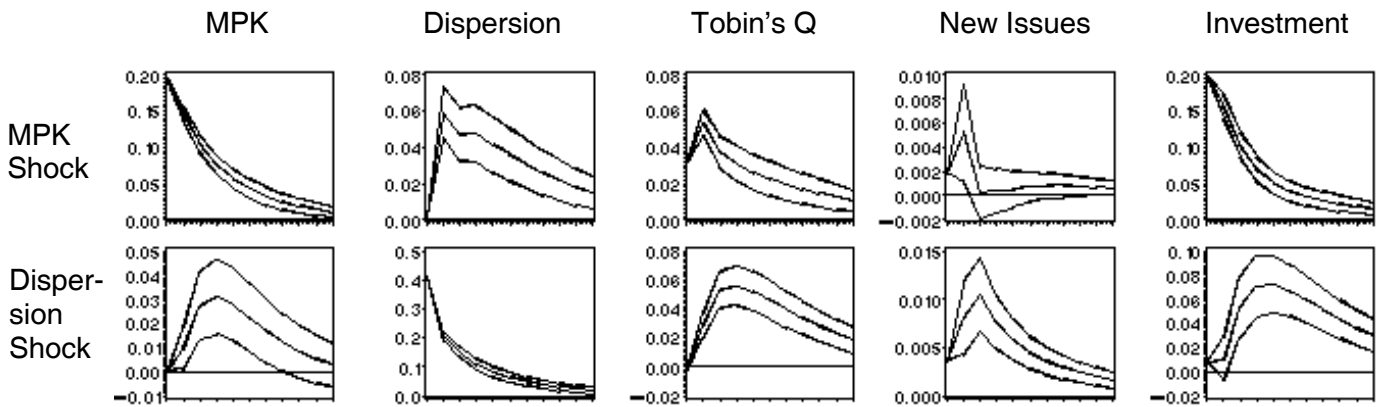 MPK Dispersion Tobin's Q New Issues Investment
MPK
Shock
0.20 0.15 0.10 0.05 0.00
0.08 0.06 0.04 0.02 0.00
0.08 0.06 0.04 0.02 0.00
0.010 0.008 0.006 0.004 0.002 0.000 −0.002
0.20 0.15 0.10 0.05 0.00
Disper-
sion
Shock
0.05 0.04 0.03 0.02 0.01 0.00 −0.01
0.5 0.4 0.3 0.2 0.1 0.0
0.08 0.06 0.04 0.02 0.00 −0.02
0.015 0.010 0.005 0.000
0.10 0.08 0.06 0.04 0.02 0.00 −0.02